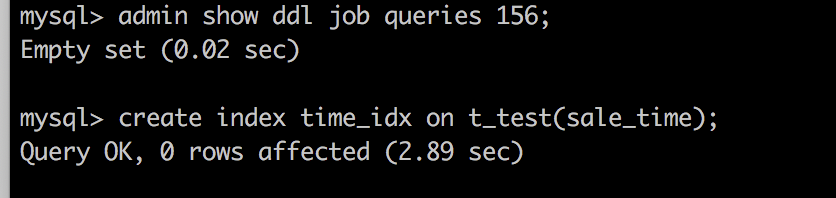 mysql> admin show ddl job queries 156;
Empty set (0.02 sec)
mysql> create index time_idx on t_test(sale_time);
Query OK, 0 rows affected (2.89 sec)